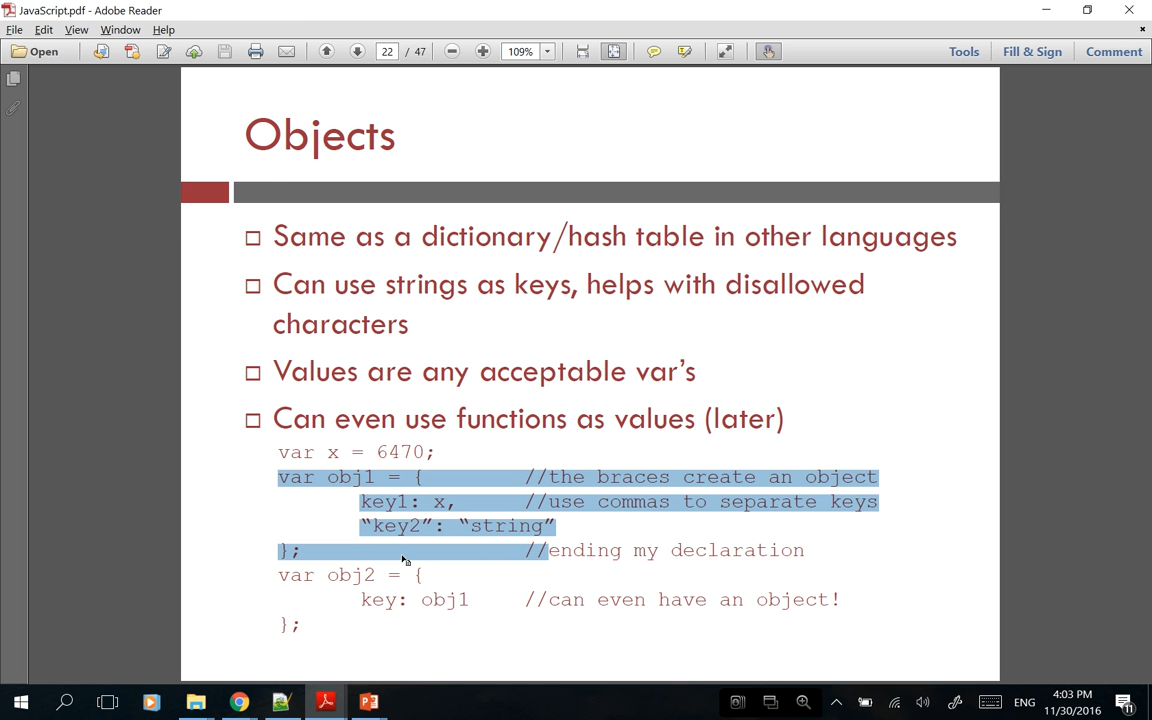 JavaScript.pdf - Adobe Reader
File Edit View Window Help
Open 22 / 47 109% Tools Fill & Sign Comment
Objects
Same as a dictionary/hash table in other languages
Can use strings as keys, helps with disallowed
characters
Values are any acceptable var’s
Can even use functions as values (later)
var x = 6470;
var obj1 = { //the braces create an object
key1: x, //use commas to separate keys
“key2”: “string”
}; //ending my declaration
var obj2 = {
key: obj1 //can even have an object!
};
ENG
4:03 PM
11/30/2016
11